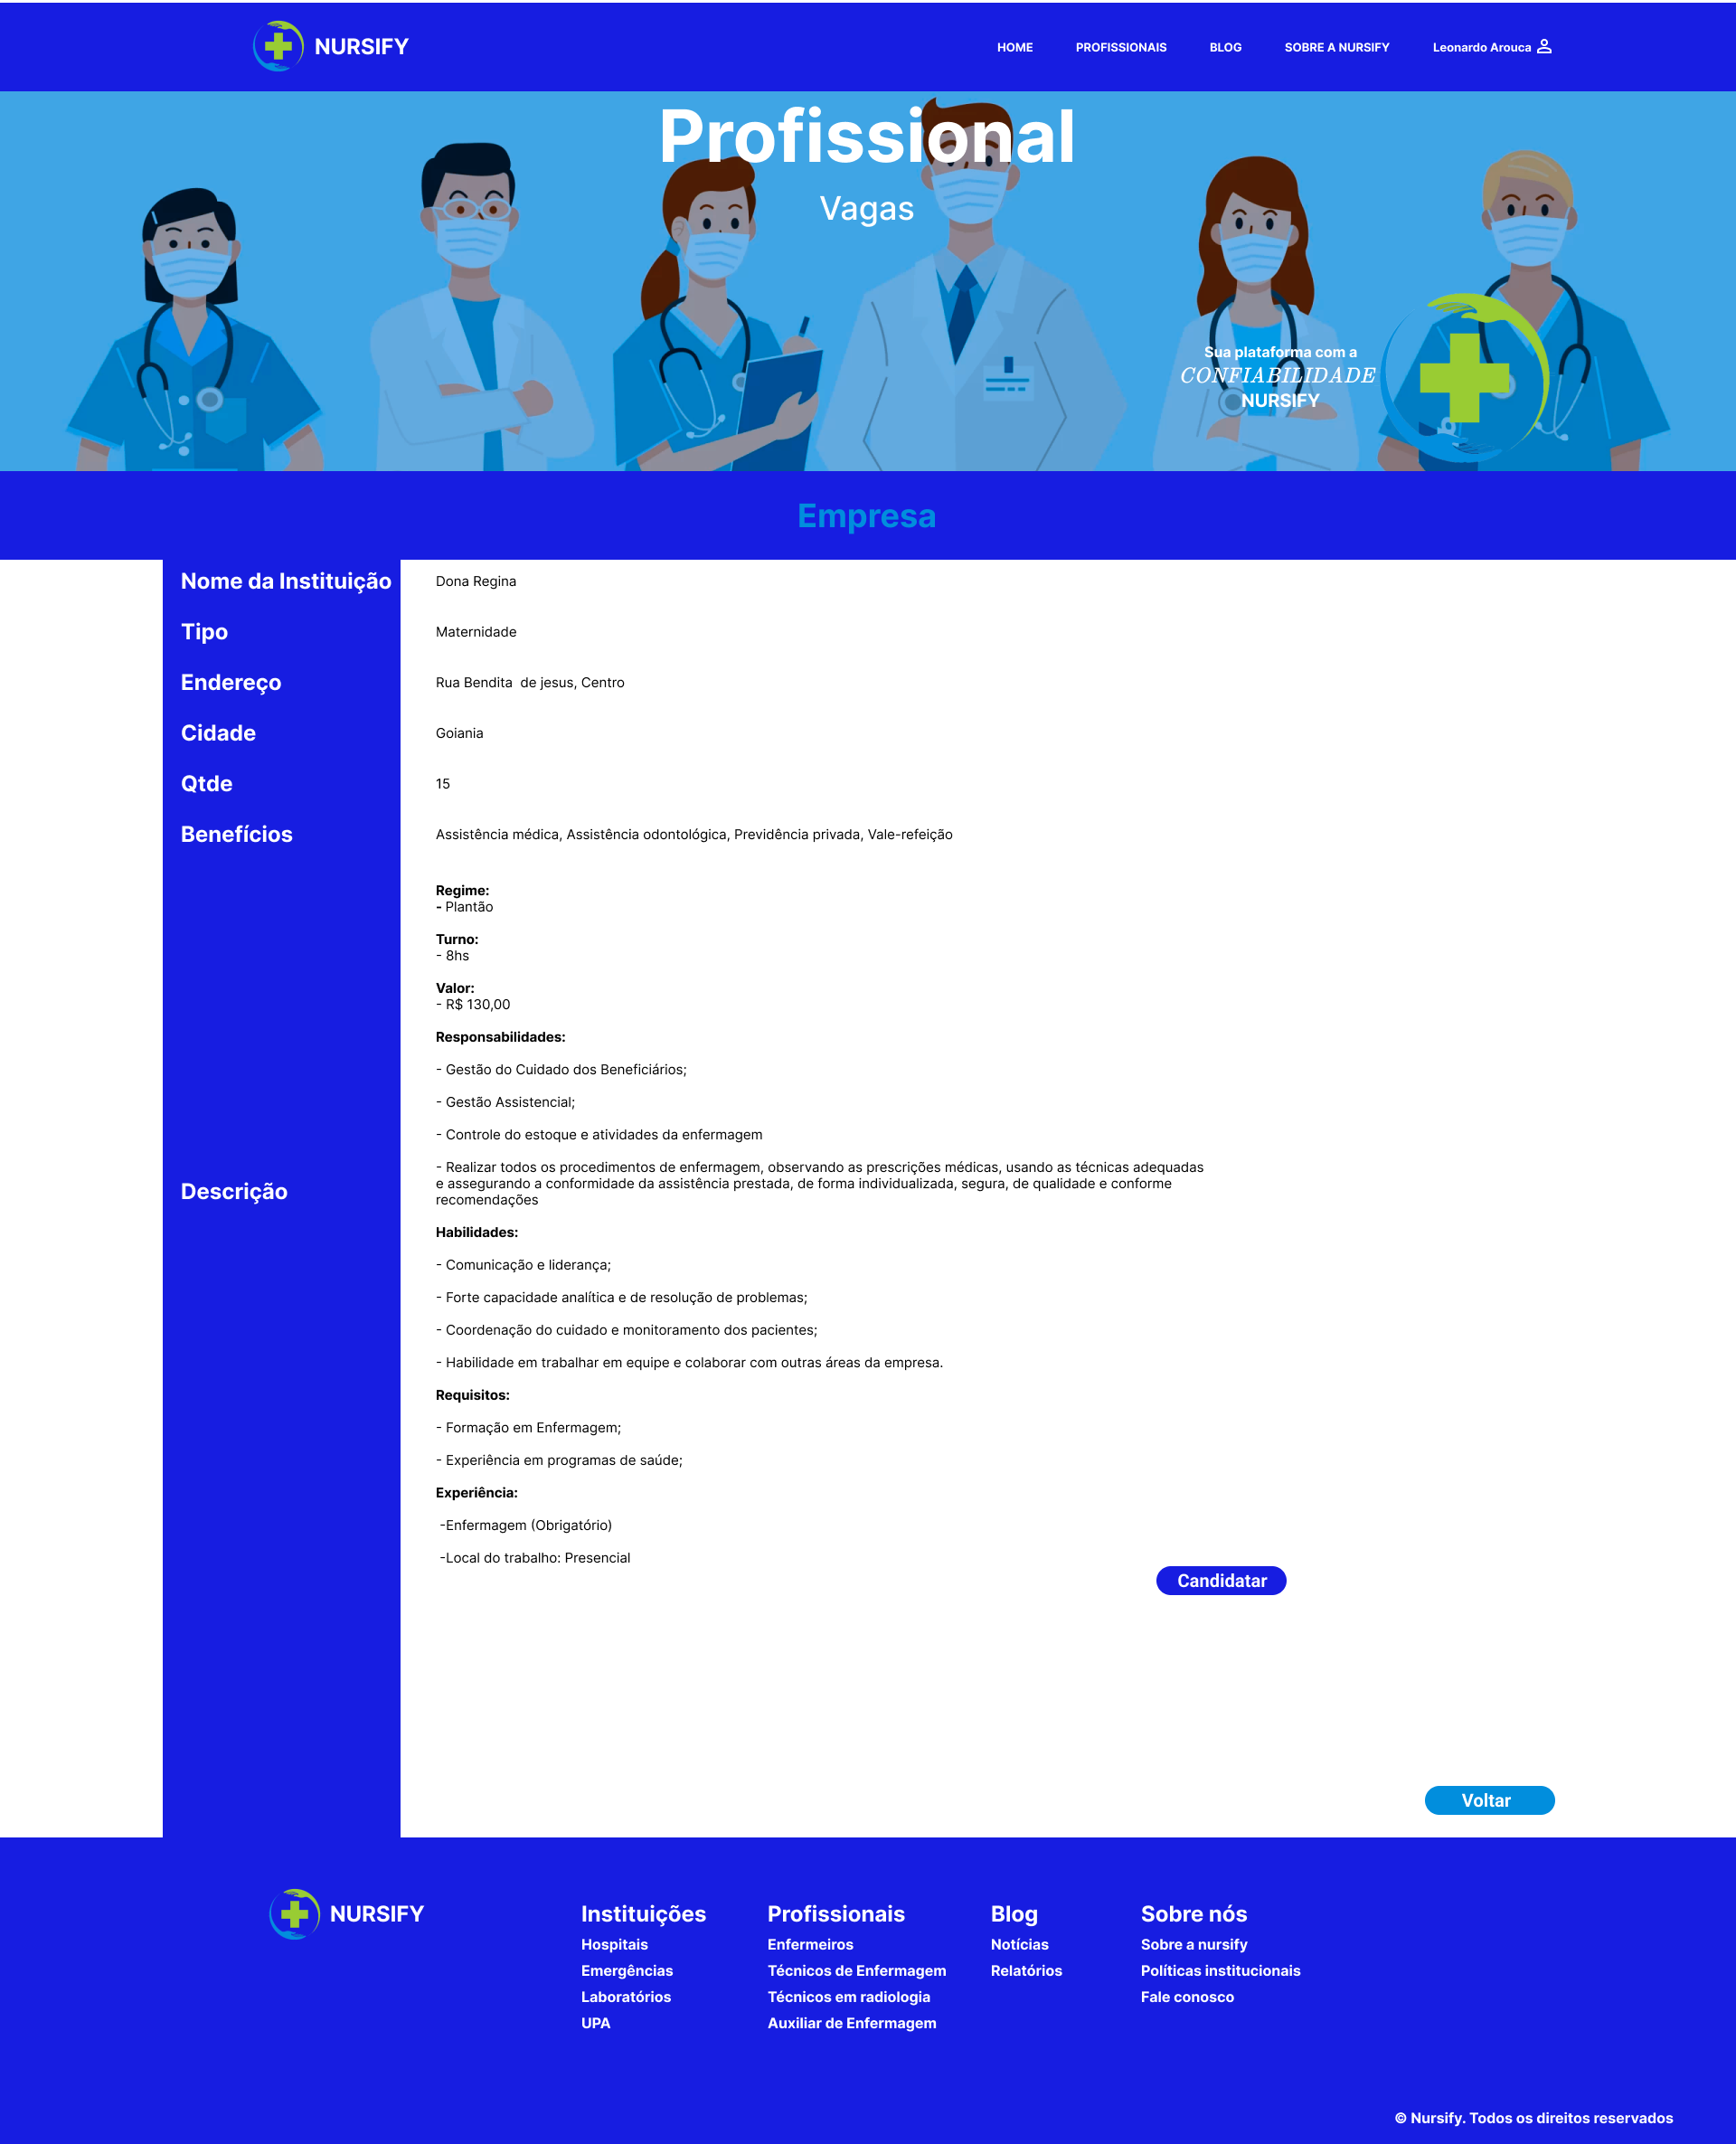 NURSIFY
HOME
PROFISSIONAIS
BLOG
SOBRE A NURSIFY
Leonardo Arouca
Profissional
Vagas
Sua plataforma com a
CONFIABILIDADE
NURSIFY
Empresa
Nome da Instituição
Dona Regina
Tipo
Maternidade
Endereço
Rua Bendita  de jesus, Centro
Cidade
Goiania
Qtde
15
Benefícios
Assistência médica, Assistência odontológica, Previdência privada, Vale-refeição
Descrição
Regime:
- Plantão
Turno:
- 8hs
Valor:
- R$ 130,00
Responsabilidades:
- Gestão do Cuidado dos Beneficiários;
- Gestão Assistencial;
- Controle do estoque e atividades da enfermagem
- Realizar todos os procedimentos de enfermagem, observando as prescrições médicas, usando as técnicas adequadas
e assegurando a conformidade da assistência prestada, de forma individualizada, segura, de qualidade e conforme
recomendações
Habilidades:
- Comunicação e liderança;
- Forte capacidade analítica e de resolução de problemas;
- Coordenação do cuidado e monitoramento dos pacientes;
- Habilidade em trabalhar em equipe e colaborar com outras áreas da empresa.
Requisitos:
- Formação em Enfermagem;
- Experiência em programas de saúde;
Experiência:
-Enfermagem (Obrigatório)
-Local do trabalho: Presencial
Candidatar
Voltar
NURSIFY
Instituições
Hospitais
Emergências
Laboratórios
UPA
Profissionais
Enfermeiros
Técnicos de Enfermagem
Técnicos em radiologia
Auxiliar de Enfermagem
Blog
Notícias
Relatórios
Sobre nós
Sobre a nursify
Políticas institucionais
Fale conosco
© Nursify. Todos os direitos reservados